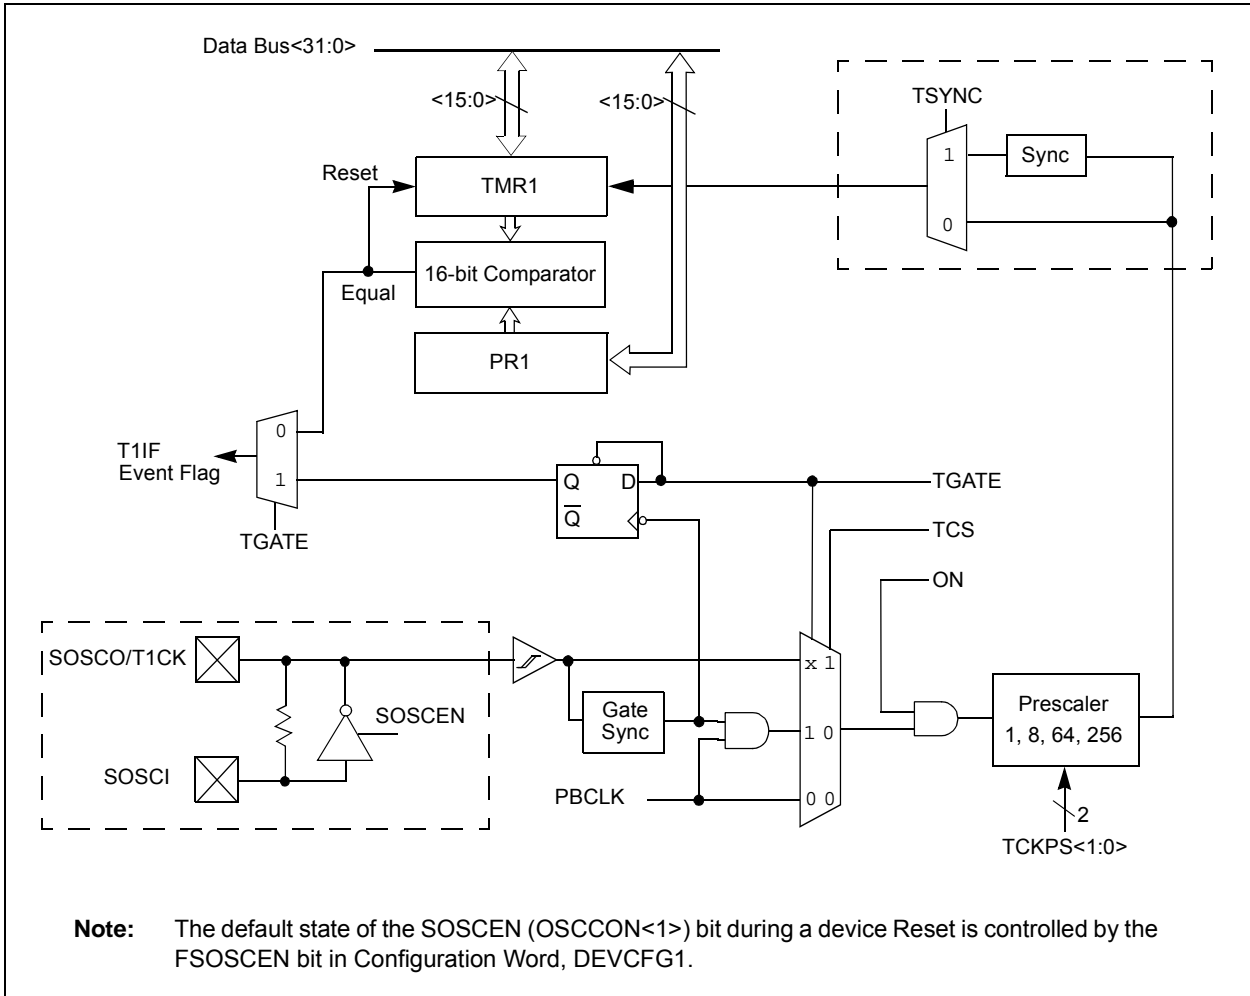 Data Bus<31:0>
<15:0>
<15:0>
TSYNC
1
Sync
Reset
TMR1
0
16-bit Comparator
Equal
PR1
0
T1IF
Event Flag
1
Q
D
TGATE
Q
TCS
TGATE
ON
SOSCO/T1CK
x 1
Gate
Sync
SOSCEN
Prescaler
1, 8, 64, 256
1 0
SOSCI
PBCLK
0 0
2
TCKPS<1:0>
Note: The default state of the SOSCEN (OSCCON<1>) bit during a device Reset is controlled by the
FSOSCEN bit in Configuration Word, DEVCFG1.